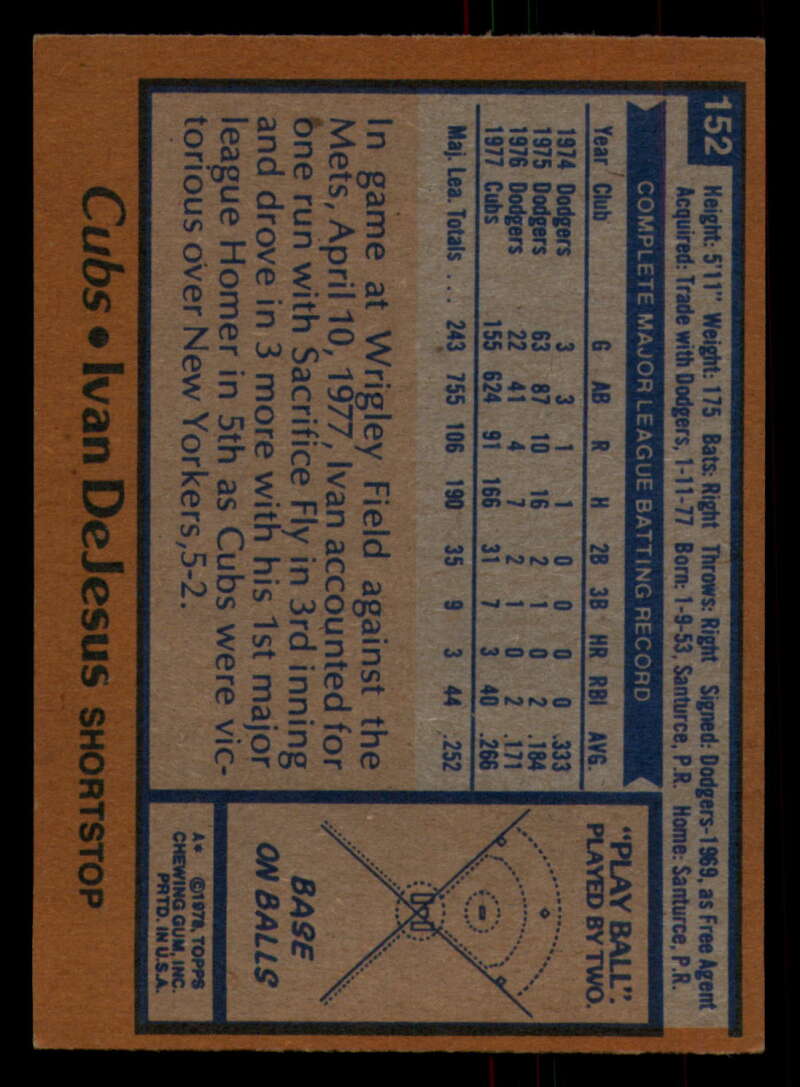 152
Height: 5'11" Weight: 175 Bats: Right Throws: Right Signed: Dodgers-1969, as Free Agent
Acquired: Trade with Dodgers, 1-11-77 Born: 1-9-53, Santurce, P.R. Home: Santurce, P.R.
COMPLETE MAJOR LEAGUE BATTING RECORD
Year Club G AB R H 2B 3B HR RBI AVG.
1974 Dodgers 3 3 1 1 0 0 0 0 .333
1975 Dodgers 63 87 10 16 2 1 0 2 .184
1976 Dodgers 22 41 4 7 2 1 0 2 .171
1977 Cubs 155 624 91 166 31 7 3 40 .266
Maj. Lea. Totals ... 243 755 106 190 35 9 3 44 .252
In game at Wrigley Field against the
Mets, April 10, 1977, Ivan accounted for
one run with Sacrifice Fly in 3rd inning
and drove in 3 more with his 1st major
league Homer in 5th as Cubs were vic-
torious over New Yorkers, 5-2.
"PLAY BALL".
PLAYED BY TWO.
BASE
ON BALLS
A* ©1978, TOPPS
CHEWING GUM, INC.
PRTD. IN U.S.A.
Cubs • Ivan DeJesus SHORTSTOP